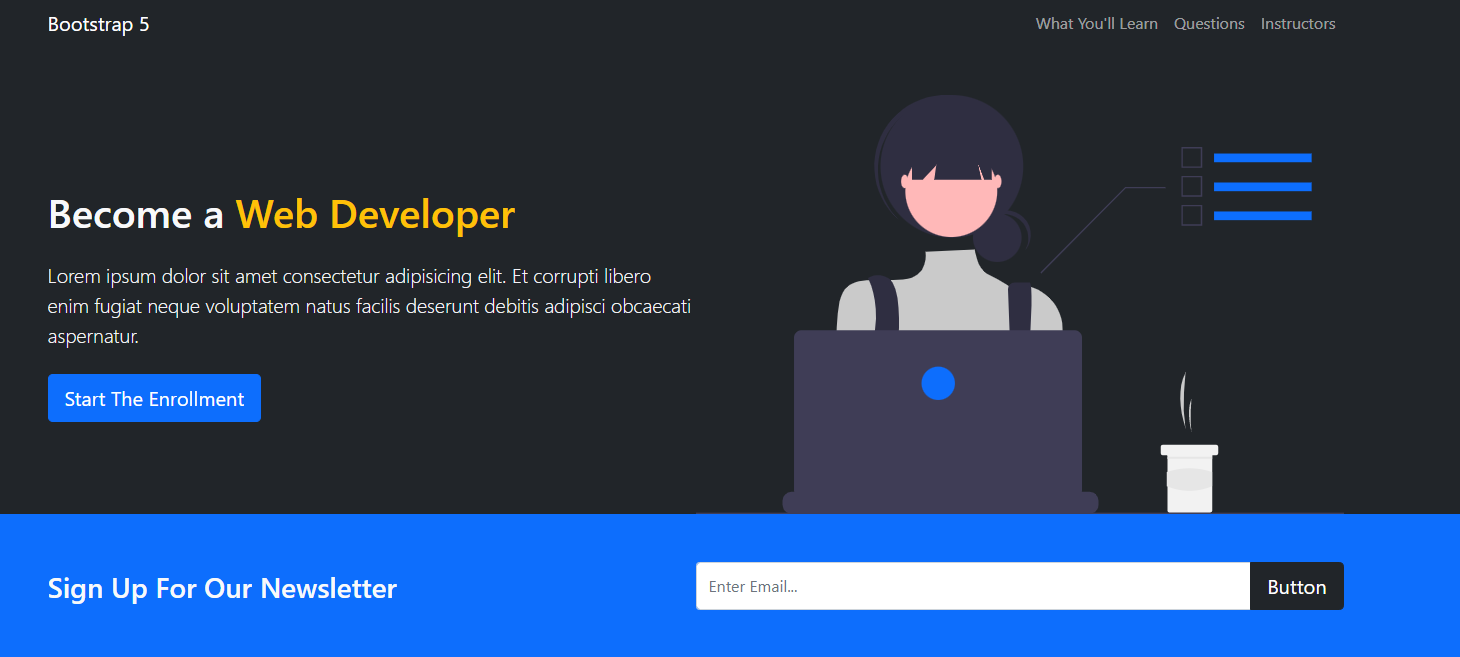 Bootstrap 5
What You'll Learn Questions Instructors
Become a Web Developer
Lorem ipsum dolor sit amet consectetur adipisicing elit. Et corrupti libero
enim fugiat neque voluptatem natus facilis deserunt debitis adipisci obcaecati
aspernatur.
Start The Enrollment
Sign Up For Our Newsletter
Enter Email...
Button